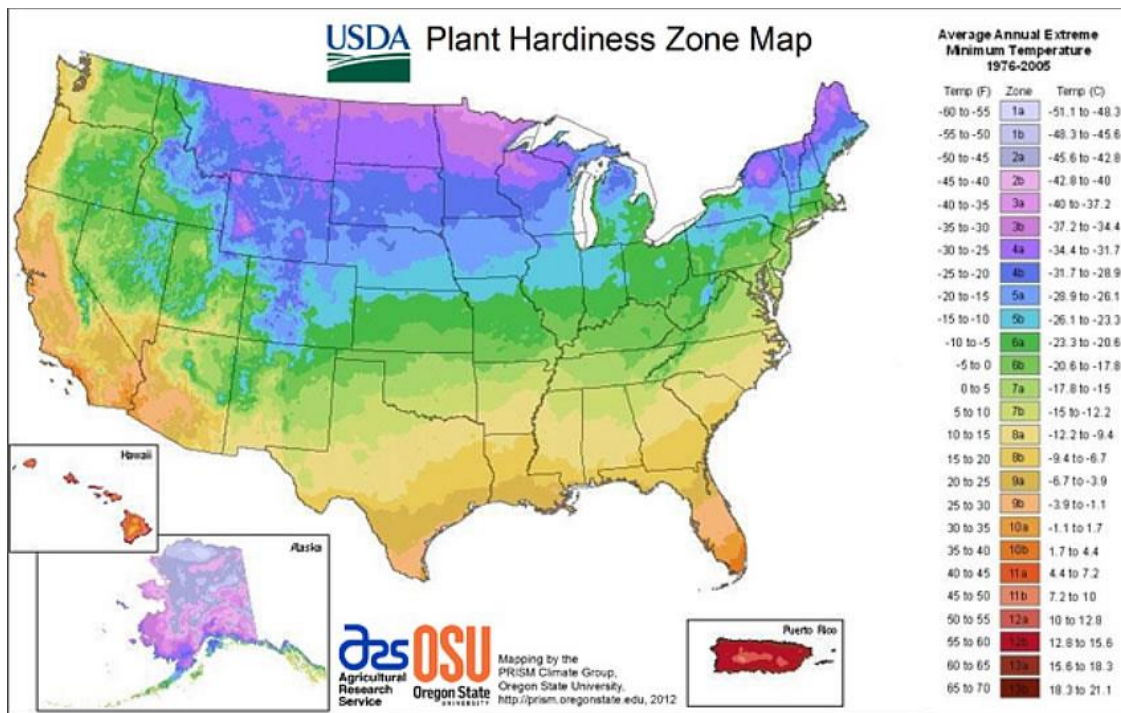 USDA Plant Hardiness Zone Map
Average Annual Extreme
Minimum Temperature
1976-2005
Temp (F) Zone Temp (C)
-60 to -55 1a -51.1 to -48.3
-55 to -50 1b -48.3 to -45.6
-50 to -45 2a -45.6 to -42.8
-45 to -40 2b -42.8 to -40
-40 to -35 3a -40 to -37.2
-35 to -30 3b -37.2 to -34.4
-30 to -25 4a -34.4 to -31.7
-25 to -20 4b -31.7 to -28.9
-20 to -15 5a -28.9 to -26.1
-15 to -10 5b -26.1 to -23.3
-10 to -5 6a -23.3 to -20.6
-5 to 0 6b -20.6 to -17.8
0 to 5 7a -17.8 to -15
5 to 10 7b -15 to -12.2
10 to 15 8a -12.2 to -9.4
15 to 20 8b -9.4 to -6.7
20 to 25 9a -6.7 to -3.9
25 to 30 9b -3.9 to -1.1
30 to 35 10a -1.1 to 1.7
35 to 40 10b 1.7 to 4.4
40 to 45 11a 4.4 to 7.2
45 to 50 11b 7.2 to 10
50 to 55 12a 10 to 12.8
55 to 60 12b 12.8 to 15.6
60 to 65 13a 15.6 to 18.3
65 to 70 13b 18.3 to 21.1
Hawaii
Alaska
Puerto Rico
ars
Agricultural
Research
Service
OSU
Oregon State
UNIVERSITY
Mapping by the
PRISM Climate Group,
Oregon State University,
http://prism.oregonstate.edu, 2012